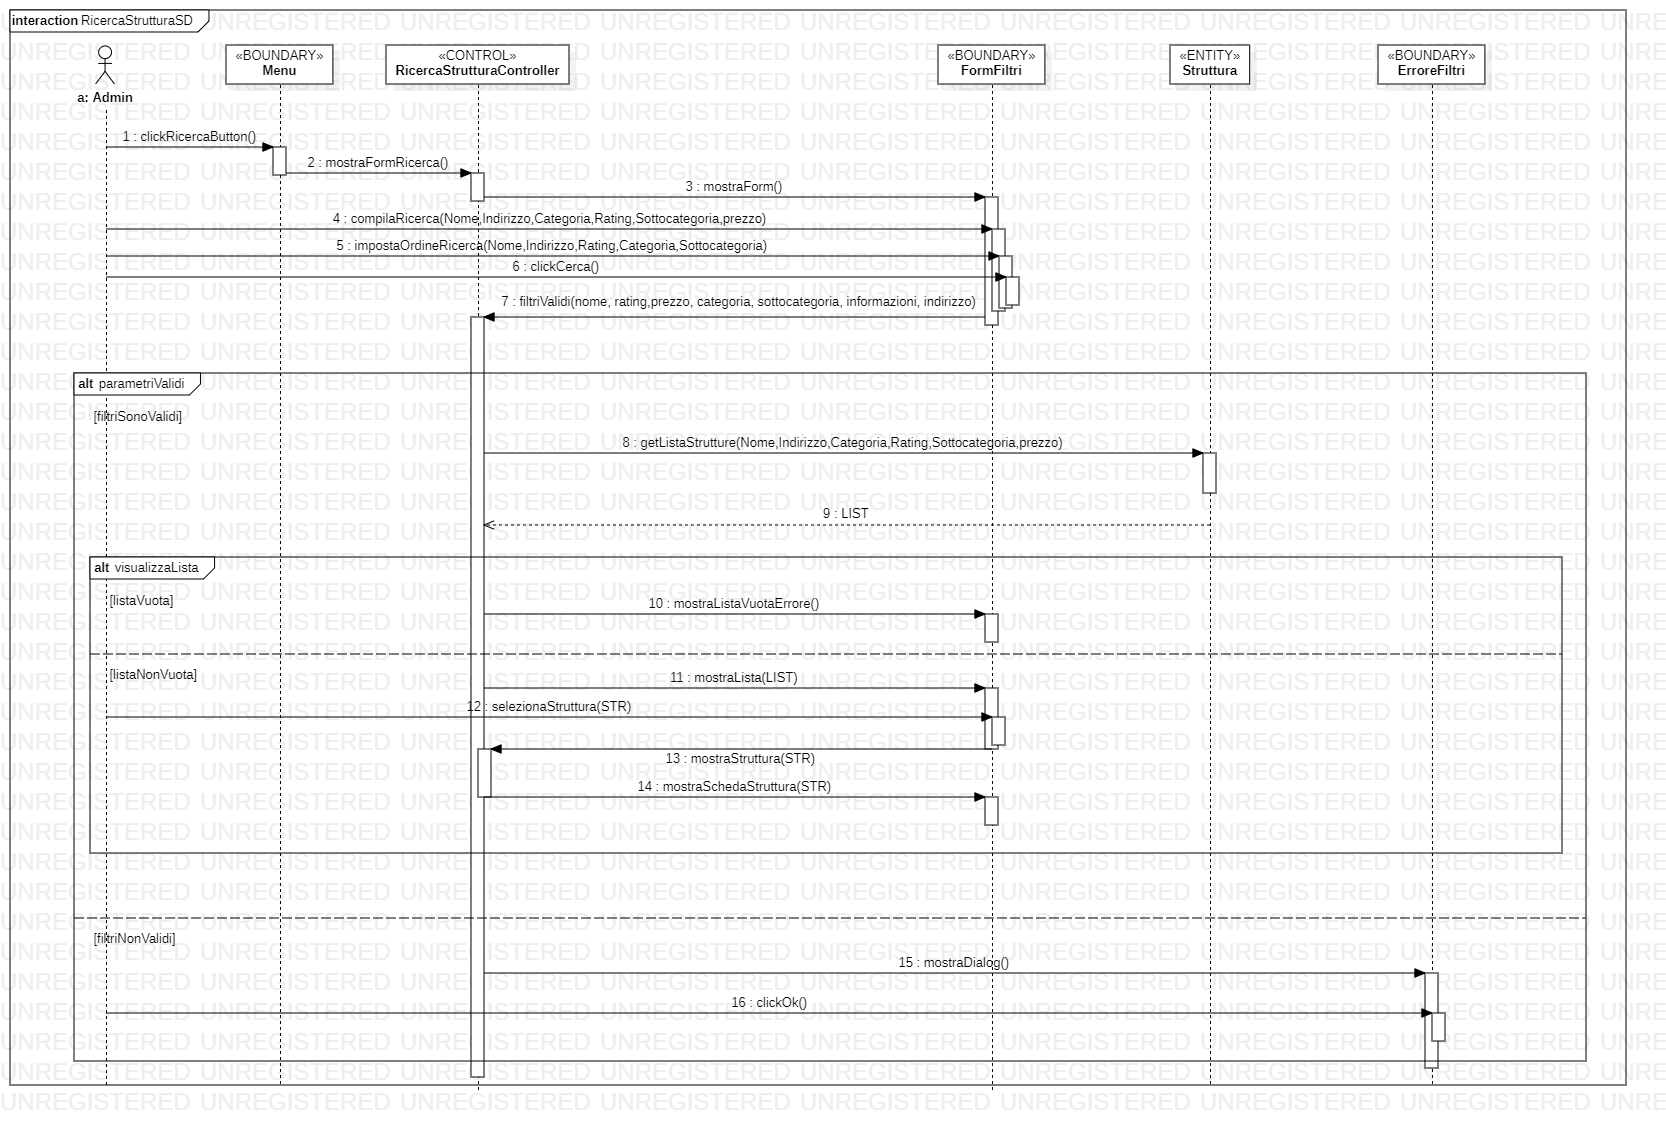 interaction RicercaStrutturaSD
«BOUNDARY»
Menu
«CONTROL»
RicercaStrutturaController
«BOUNDARY»
FormFiltri
«ENTITY»
Struttura
«BOUNDARY»
ErroreFiltri
a: Admin
1 : clickRicercaButton()
2 : mostraFormRicerca()
3 : mostraForm()
4 : compilaRicerca(Nome,Indirizzo,Categoria,Rating,Sottocategoria,prezzo)
5 : impostaOrdineRicerca(Nome,Indirizzo,Rating,Categoria,Sottocategoria)
6 : clickCerca()
7 : filtriValidi(nome, rating,prezzo, categoria, sottocategoria, informazioni, indirizzo)
alt parametriValidi
[filtriSonoValidi]
8 : getListaStrutture(Nome,Indirizzo,Categoria,Rating,Sottocategoria,prezzo)
9 : LIST
alt visualizzaLista
[listaVuota]
10 : mostraListaVuotaErrore()
[listaNonVuota]
11 : mostraLista(LIST)
12 : selezionaStruttura(STR)
13 : mostraStruttura(STR)
14 : mostraSchedaStruttura(STR)
[filtriNonValidi]
15 : mostraDialog()
16 : clickOk()
UNREGISTERED